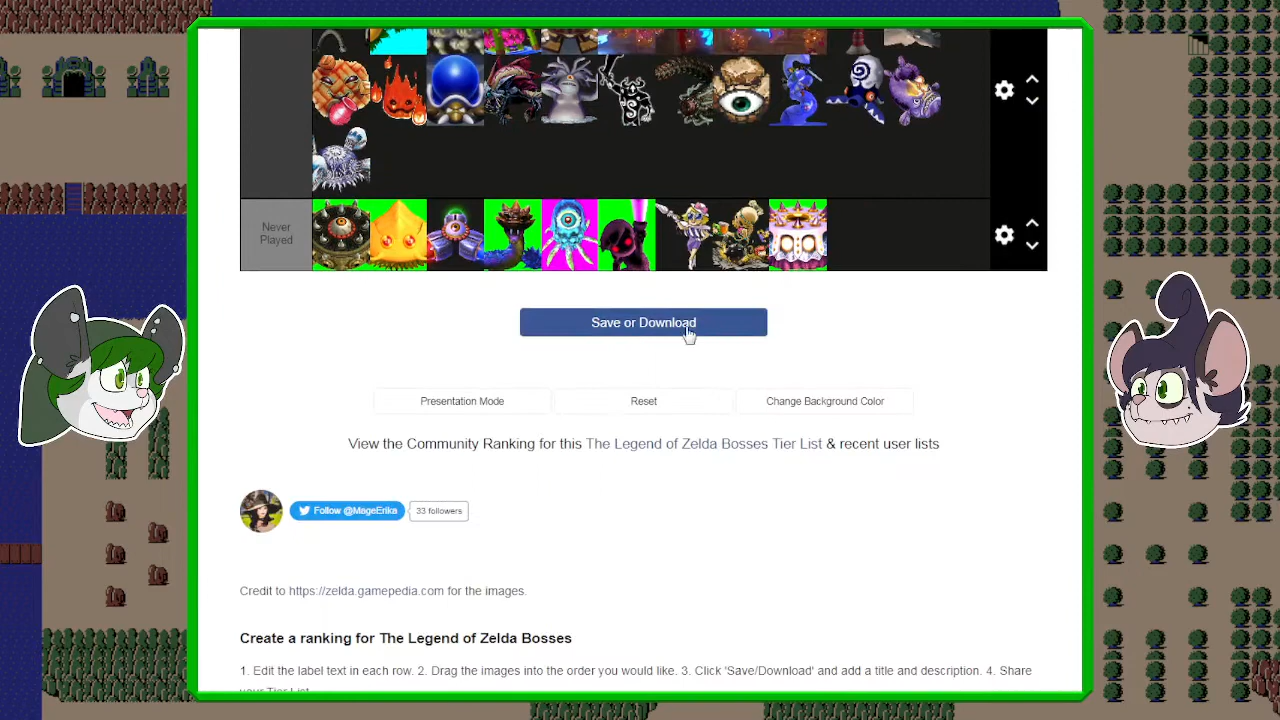 Never
Played
Save or Download
Presentation Mode
Reset
Change Background Color
View the Community Ranking for this The Legend of Zelda Bosses Tier List & recent user lists
Follow @MageErika
33 followers
Credit to https://zelda.gamepedia.com for the images.
Create a ranking for The Legend of Zelda Bosses
1. Edit the label text in each row. 2. Drag the images into the order you would like. 3. Click 'Save/Download' and add a title and description. 4. Share
your Tier List.